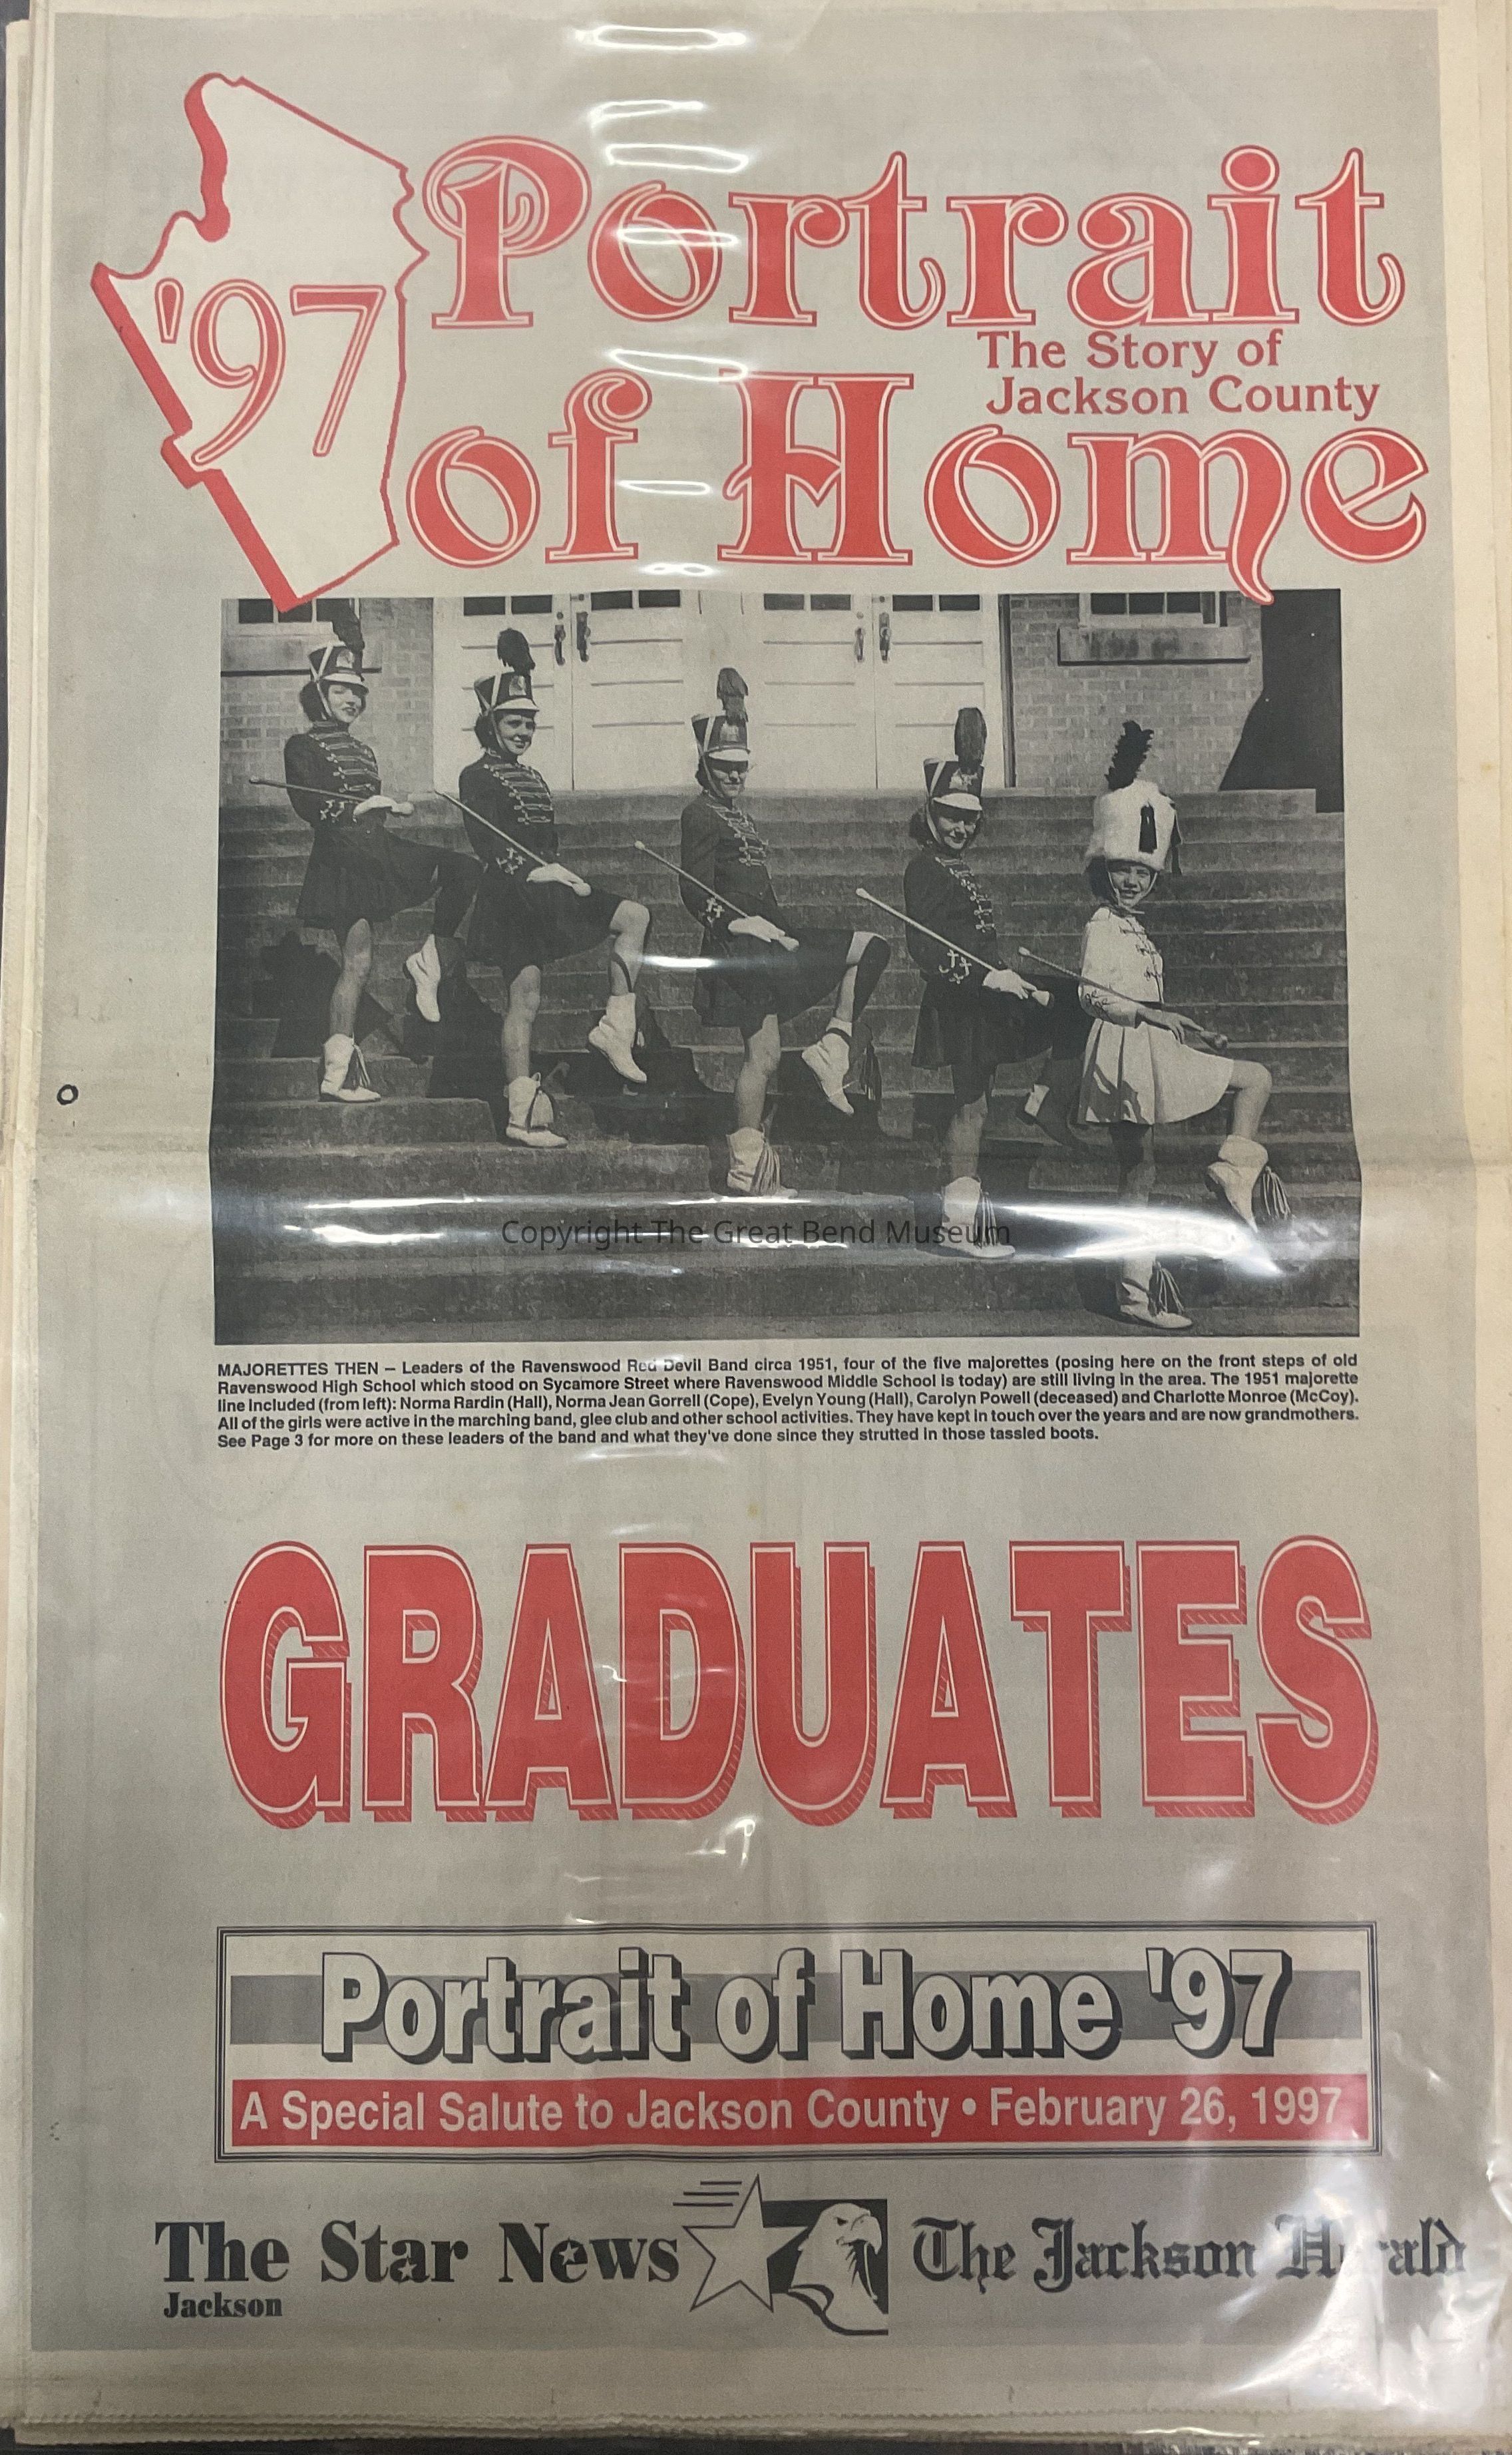 '97
Portrait
The Story of
Jackson County
of Home
Copyright The Great Bend Museum
MAJORETTES THEN – Leaders of the Ravenswood Red Devil Band circa 1951, four of the five majorettes (posing here on the front steps of old
Ravenswood High School which stood on Sycamore Street where Ravenswood Middle School is today) are still living in the area. The 1951 majorette
line included (from left): Norma Rardin (Hall), Norma Jean Gorrell (Cope), Evelyn Young (Hall), Carolyn Powell (deceased) and Charlotte Monroe (McCoy).
All of the girls were active in the marching band, glee club and other school activities. They have kept in touch over the years and are now grandmothers.
See Page 3 for more on these leaders of the band and what they've done since they strutted in those tassled boots.
GRADUATES
Portrait of Home '97
A Special Salute to Jackson County • February 26, 1997
The Star News
Jackson
The Jackson Herald